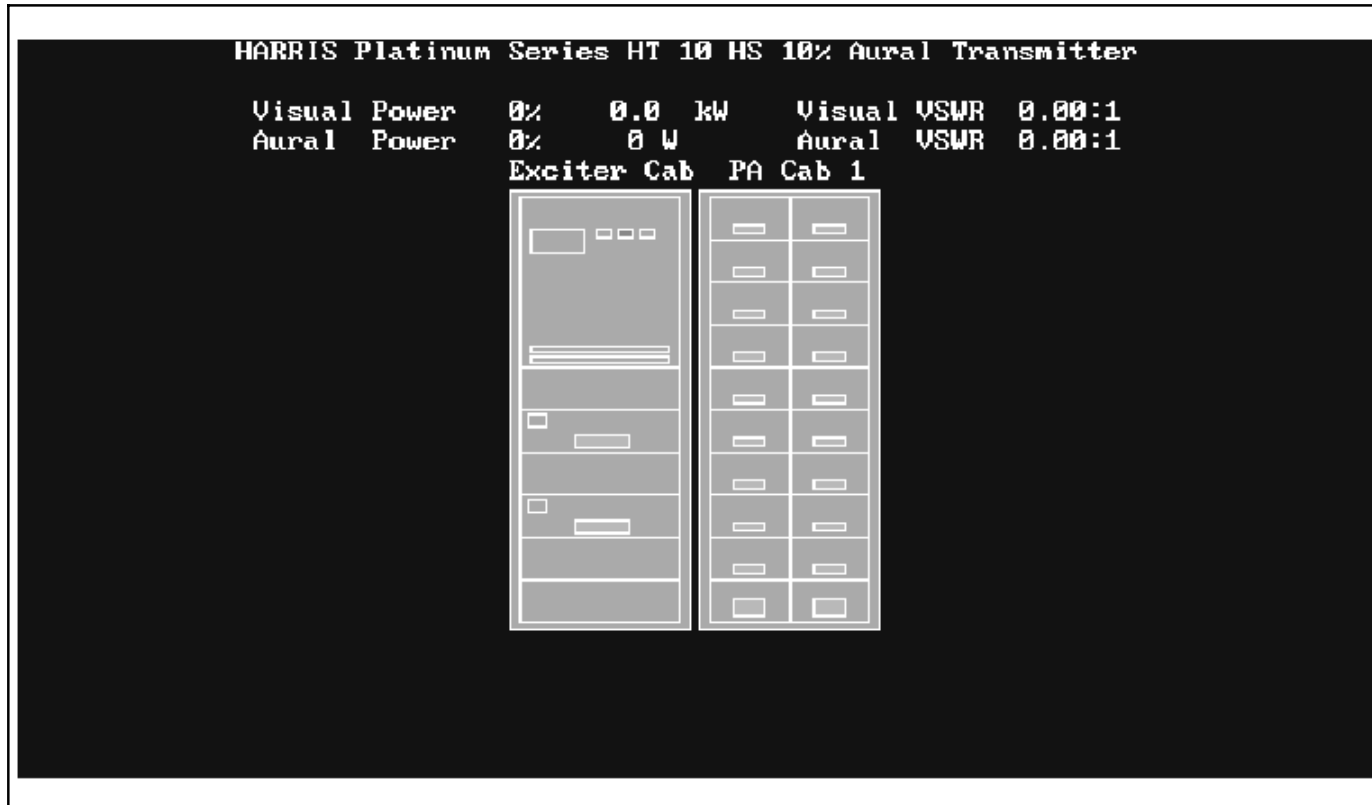 HARRIS Platinum Series HT 10 HS 10% Aural Transmitter
Visual Power 0% 0.0 kW Visual VSWR 0.00:1
Aural Power 0% 0 W Aural VSWR 0.00:1
Exciter Cab PA Cab 1